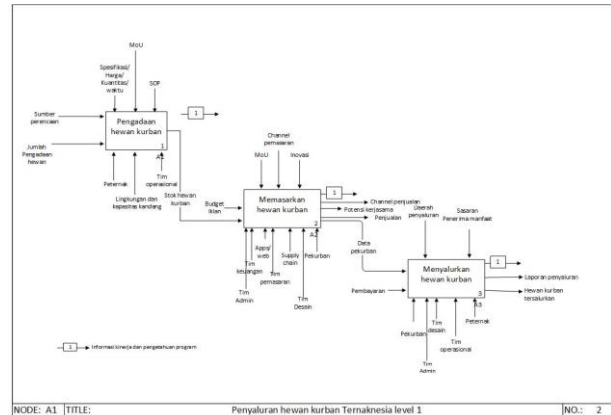 MoU
Spesifikasi/
Harga/
Kuantitas/
waktu
SOP
1
Sumber
perencaan
Pengadaan
hewan kurban
1
A1
Jumlah
Pengadaan
hewan
Peternak
Lingkungan dan
kapasitas kandang
Tim
operasional
Stok hewan
kurban
Channel
pemasaran
MoU
Inovasi
1
Budget
Iklan
Memasarkan
hewan kurban
2
A2
Channel penjualan
Potensi kerjasama
Penjualan
Tim
Admin
Tim
keuangan
Apps/
web
Tim
pemasaran
Supply
chain
Tim
Desain
Pekurban
Data
pekurban
Daerah
penyaluran
Sasaran
Penerima manfaat
1
Pembayaran
Menyalurkan
hewan kurban
3
A3
Laporan penyaluran
Hewan kurban
tersalurkan
Pekurban
Tim
Admin
Tim
desain
Tim
operasional
Peternak
1
Informasi kinerja dan pengetahuan program
NODE: A1 TITLE: Penyaluran hewan kurban Ternaknesia level 1 NO.: 2